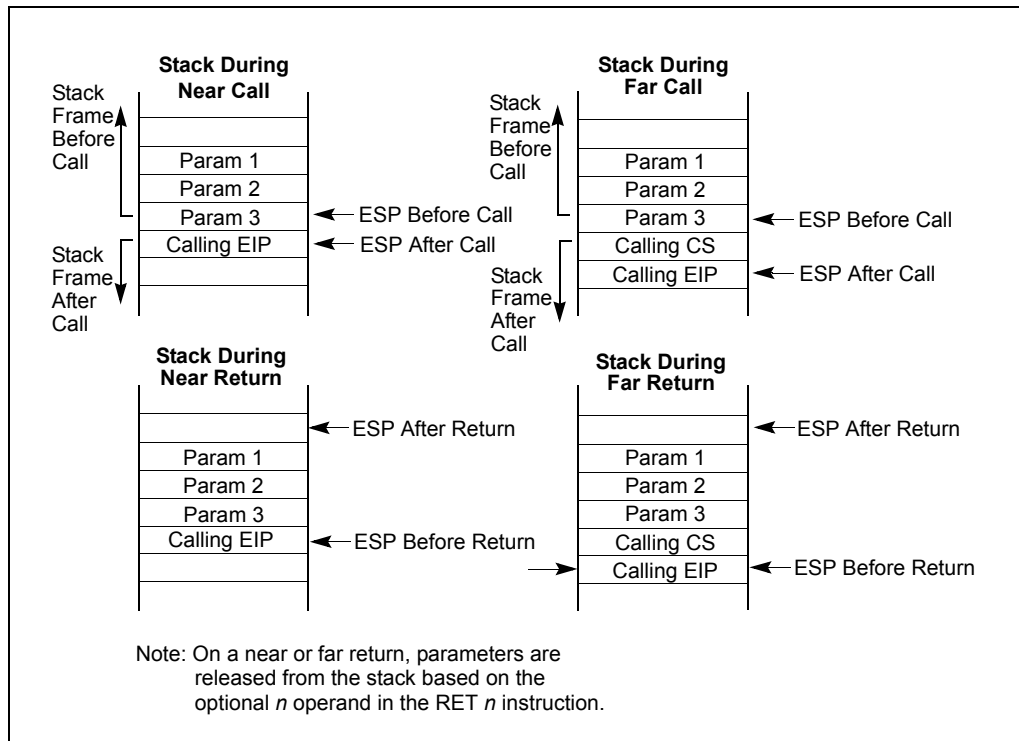 Stack During
Near Call
Stack
Frame
Before
Call
Param 1
Param 2
Param 3
ESP Before Call
Calling EIP
ESP After Call
Stack
Frame
After
Call
Stack During
Far Call
Stack
Frame
Before
Call
Param 1
Param 2
Param 3
ESP Before Call
Calling CS
Calling EIP
ESP After Call
Stack
Frame
After
Call
Stack During
Near Return
ESP After Return
Param 1
Param 2
Param 3
Calling EIP
ESP Before Return
Stack During
Far Return
ESP After Return
Param 1
Param 2
Param 3
Calling CS
Calling EIP
ESP Before Return
Note: On a near or far return, parameters are
released from the stack based on the
optional n operand in the RET n instruction.